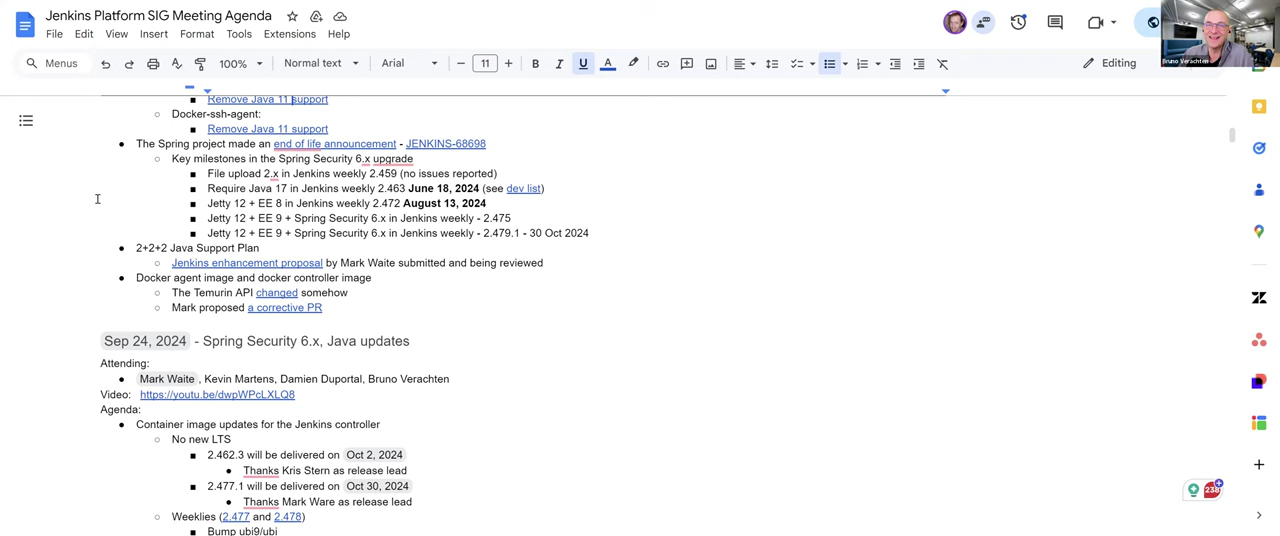 Jenkins Platform SIG Meeting Agenda
File Edit View Insert Format Tools Extensions Help
Menus 100% Normal text Arial 11 B I U A Editing
Bruno Verachten
Remove Java 11 support
Docker-ssh-agent:
Remove Java 11 support
The Spring project made an end of life announcement - JENKINS-68698
Key milestones in the Spring Security 6.x upgrade
File upload 2.x in Jenkins weekly 2.459 (no issues reported)
Require Java 17 in Jenkins weekly 2.463 June 18, 2024 (see dev list)
Jetty 12 + EE 8 in Jenkins weekly 2.472 August 13, 2024
Jetty 12 + EE 9 + Spring Security 6.x in Jenkins weekly - 2.475
Jetty 12 + EE 9 + Spring Security 6.x in Jenkins weekly - 2.479.1 - 30 Oct 2024
2+2+2 Java Support Plan
Jenkins enhancement proposal by Mark Waite submitted and being reviewed
Docker agent image and docker controller image
The Temurin API changed somehow
Mark proposed a corrective PR
Sep 24, 2024 - Spring Security 6.x, Java updates
Attending:
Mark Waite , Kevin Martens, Damien Duportal, Bruno Verachten
Video: https://youtu.be/dwpWPcLXLQ8
Agenda:
Container image updates for the Jenkins controller
No new LTS
2.462.3 will be delivered on Oct 2, 2024
Thanks Kris Stern as release lead
2.477.1 will be delivered on Oct 30, 2024
Thanks Mark Ware as release lead
Weeklies (2.477 and 2.478)
Bump ubi9/ubi
238